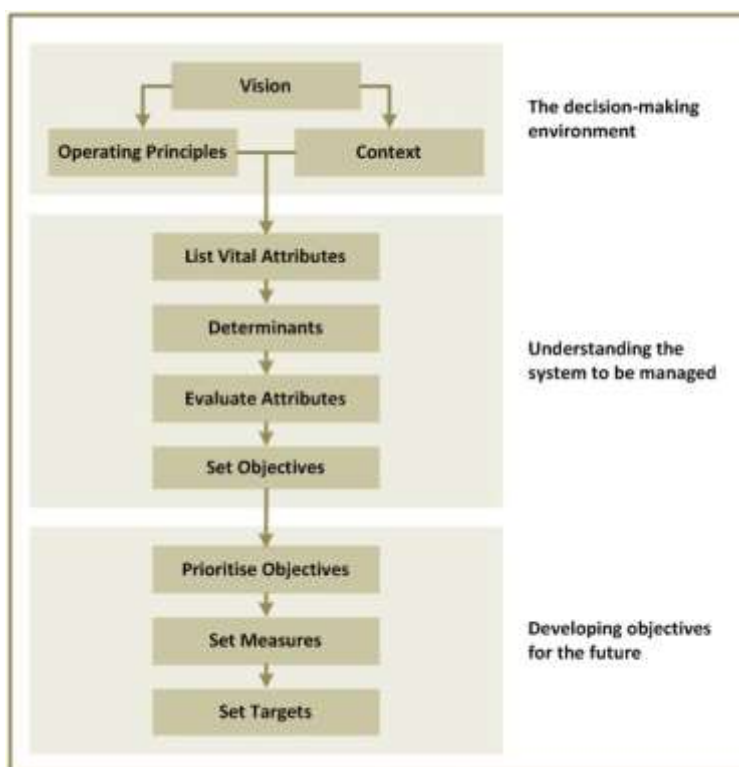 Vision
The decision-making
environment
Operating Principles
Context
List Vital Attributes
Determinants
Understanding the
system to be managed
Evaluate Attributes
Set Objectives
Prioritise Objectives
Set Measures
Developing objectives
for the future
Set Targets